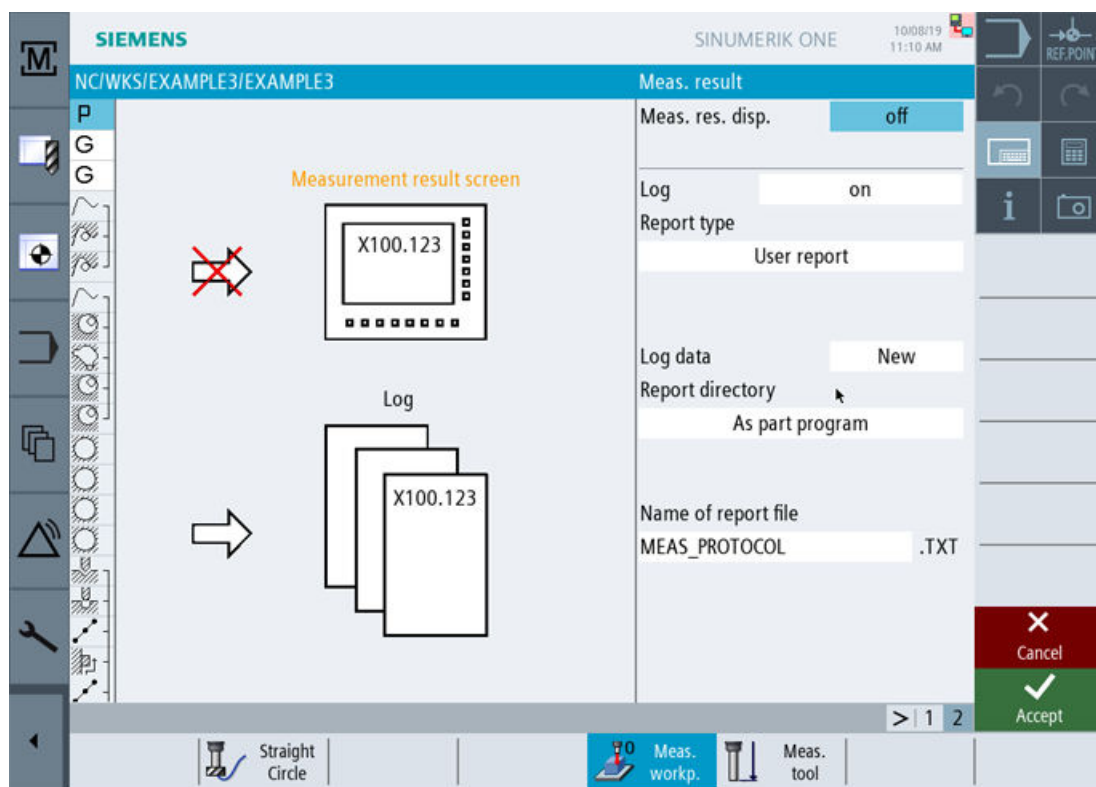 SIEMENS
SINUMERIK ONE
10/08/19
11:10 AM
M
REF.POINT
NC/WKS/EXAMPLE3/EXAMPLE3
Meas. result
P
G
G
Meas. res. disp.
off
Measurement result screen
X100.123
Log
on
Report type
User report
Log data
New
Report directory
As part program
Log
X100.123
Name of report file
MEAS_PROTOCOL
.TXT
i
Cancel
Accept
> 1 2
Straight
Circle
Meas.
workp.
Meas.
tool